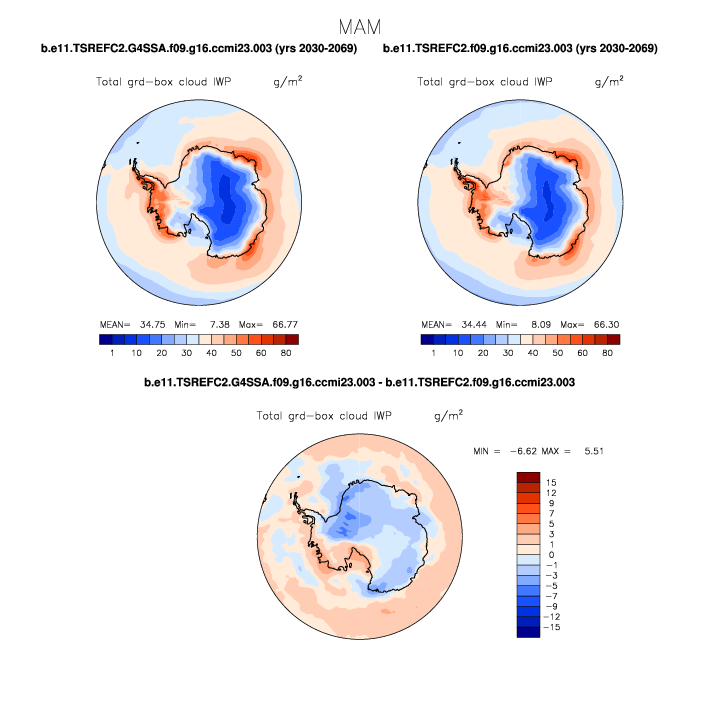 MAM
b.e11.TSREFC2.G4SSA.f09.g16.ccmi23.003 (yrs 2030-2069) b.e11.TSREFC2.f09.g16.ccmi23.003 (yrs 2030-2069)
Total grd-box cloud IWP g/m²
Total grd-box cloud IWP g/m²
MEAN= 34.75 Min= 7.38 Max= 66.77
1 10 20 30 40 50 60 80
MEAN= 34.44 Min= 8.09 Max= 66.30
1 10 20 30 40 50 60 80
b.e11.TSREFC2.G4SSA.f09.g16.ccmi23.003 - b.e11.TSREFC2.f09.g16.ccmi23.003
Total grd-box cloud IWP g/m²
MIN = -6.62 MAX = 5.51
15
12
9
7
5
3
1
0
-1
-3
-5
-7
-9
-12
-15